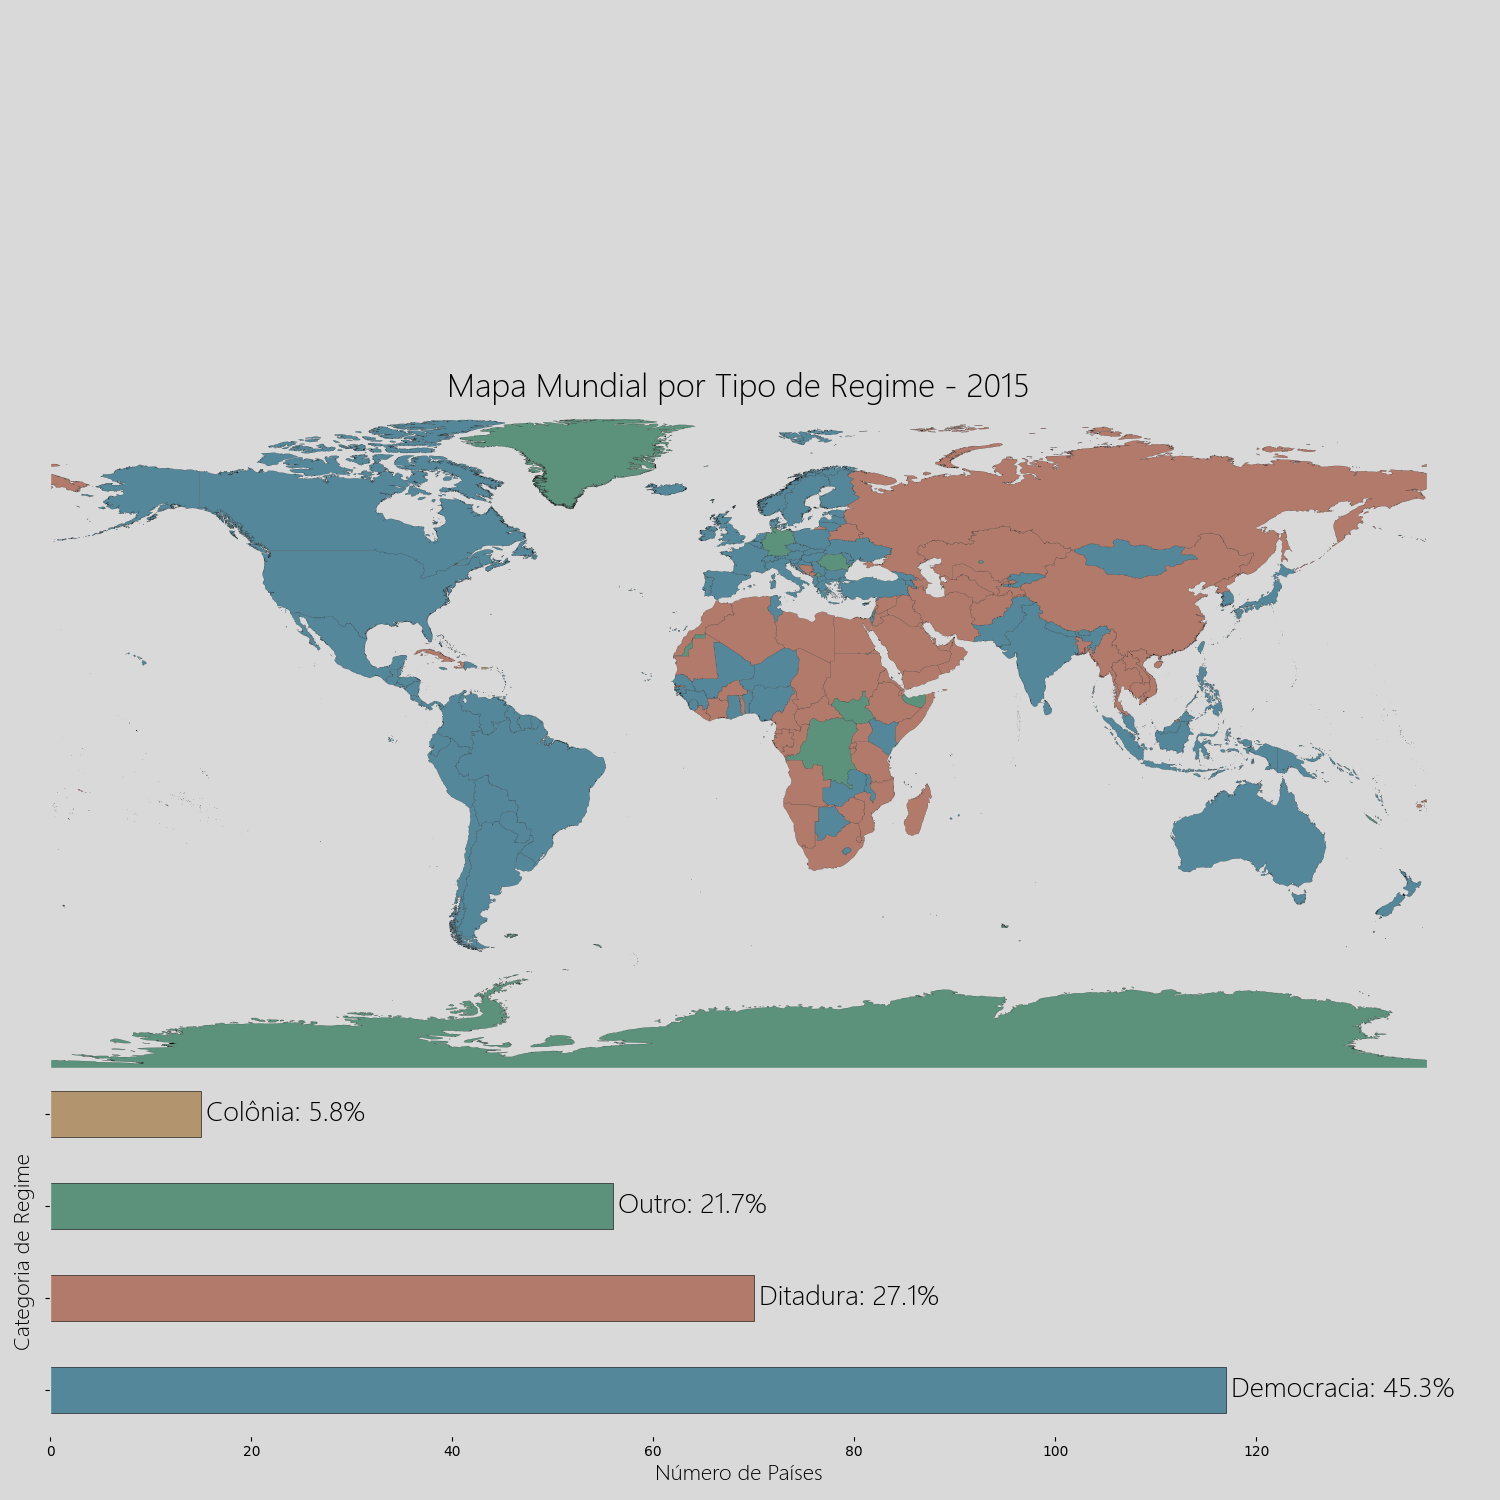 Mapa Mundial por Tipo de Regime - 2015
Colônia: 5.8%
Outro: 21.7%
Ditadura: 27.1%
Democracia: 45.3%
Categoria de Regime
0 20 40 60 80 100 120
Número de Países